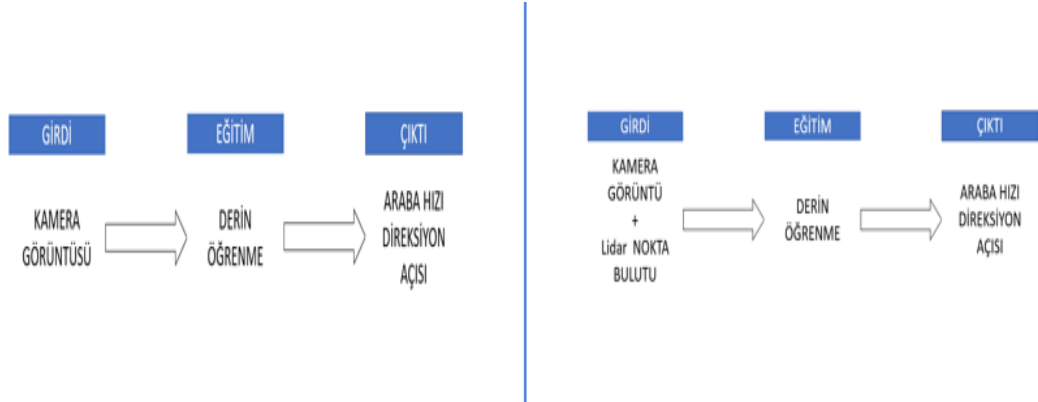 GİRDİ
EĞİTİM
ÇIKTI
KAMERA
GÖRÜNTÜSÜ
DERİN
ÖĞRENME
ARABA HIZI
DİREKSİYON
AÇISI
GİRDİ
EĞİTİM
ÇIKTI
KAMERA
GÖRÜNTÜ
+
Lidar NOKTA
BULUTU
DERİN
ÖĞRENME
ARABA HIZI
DİREKSİYON
AÇISI